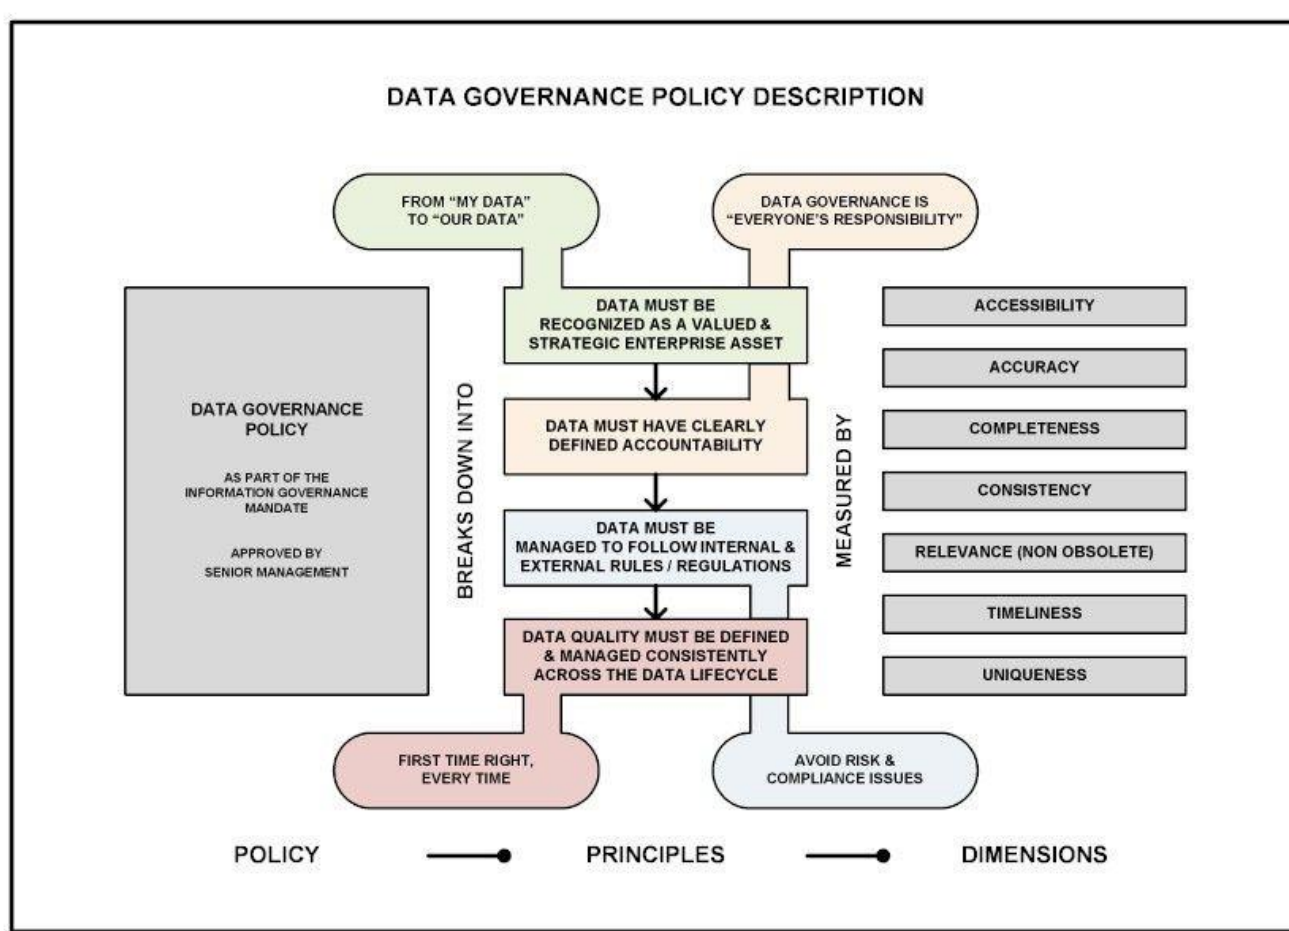 DATA GOVERNANCE POLICY DESCRIPTION
FROM “MY DATA”
TO “OUR DATA”
DATA GOVERNANCE IS
“EVERYONE’S RESPONSIBILITY”
DATA GOVERNANCE
POLICY
AS PART OF THE
INFORMATION GOVERNANCE
MANDATE
APPROVED BY
SENIOR MANAGEMENT
BREAKS DOWN INTO
DATA MUST BE
RECOGNIZED AS A VALUED &
STRATEGIC ENTERPRISE ASSET
DATA MUST HAVE CLEARLY
DEFINED ACCOUNTABILITY
DATA MUST BE
MANAGED TO FOLLOW INTERNAL &
EXTERNAL RULES / REGULATIONS
DATA QUALITY MUST BE DEFINED
& MANAGED CONSISTENTLY
ACROSS THE DATA LIFECYCLE
MEASURED BY
ACCESSIBILITY
ACCURACY
COMPLETENESS
CONSISTENCY
RELEVANCE (NON OBSOLETE)
TIMELINESS
UNIQUENESS
FIRST TIME RIGHT,
EVERY TIME
AVOID RISK &
COMPLIANCE ISSUES
POLICY
PRINCIPLES
DIMENSIONS